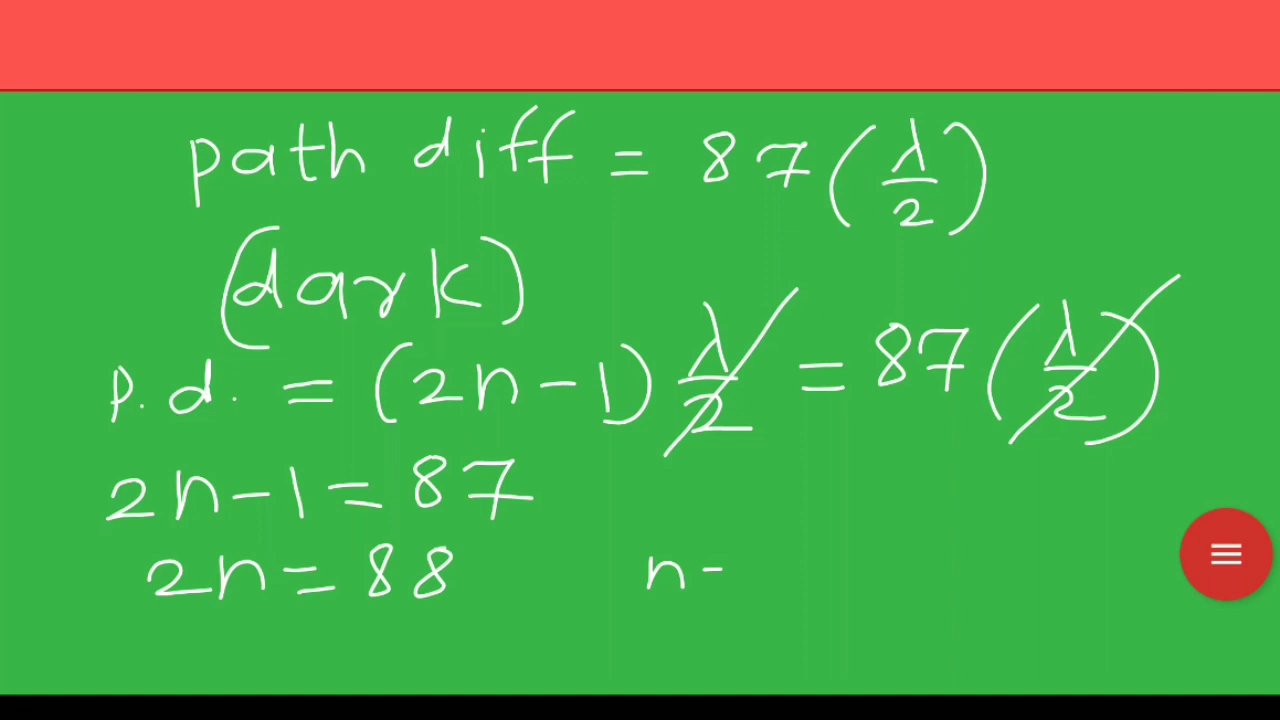 path diff = 87 (λ/2)
(dark)
p.d. = (2n-1) λ/2 = 87 (λ/2)
2n-1 = 87
2n = 88 n-